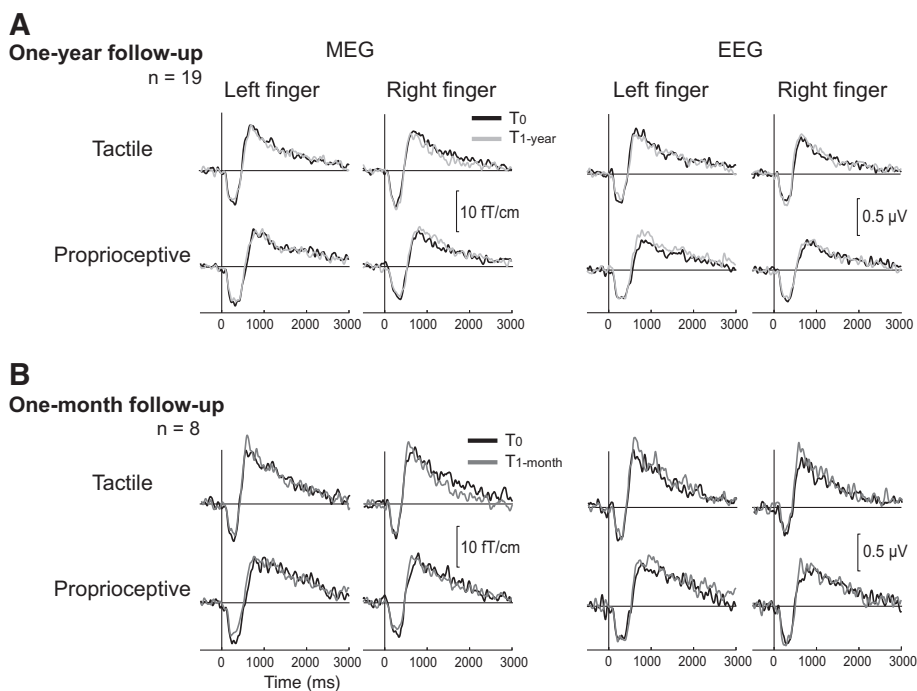 A
One-year follow-up
n = 19
MEG
EEG
Left finger
Right finger
Left finger
Right finger
T0
T1-year
Tactile
10 fT/cm
0.5 µV
Proprioceptive
0 1000 2000 3000
0 1000 2000 3000
0 1000 2000 3000
0 1000 2000 3000
B
One-month follow-up
n = 8
T0
T1-month
Tactile
10 fT/cm
0.5 µV
Proprioceptive
0 1000 2000 3000
0 1000 2000 3000
0 1000 2000 3000
0 1000 2000 3000
Time (ms)